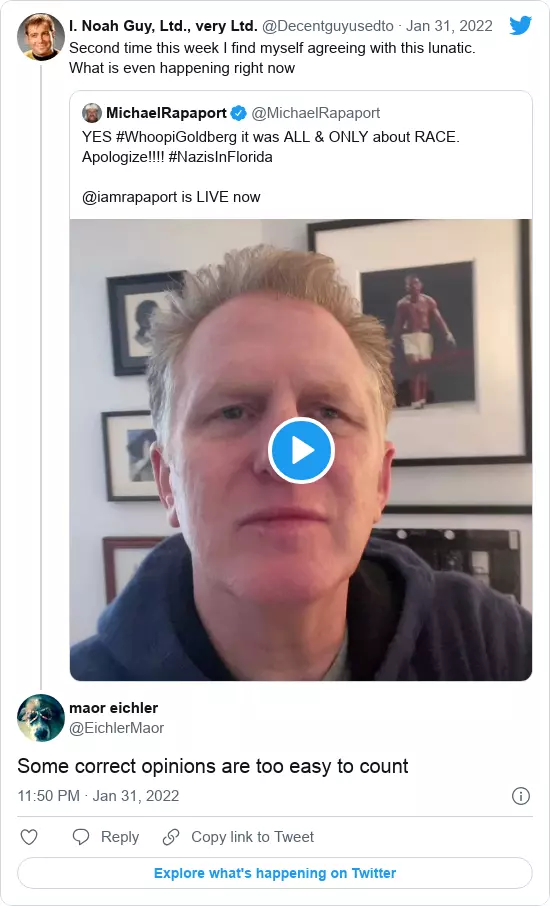 I. Noah Guy, Ltd., very Ltd. @Decentguyusedto · Jan 31, 2022
Second time this week I find myself agreeing with this lunatic.
What is even happening right now
MichaelRapaport @MichaelRapaport
YES #WhoopiGoldberg it was ALL & ONLY about RACE.
Apologize!!!! #NazisInFlorida
@iamrapaport is LIVE now
maor eichler
@EichlerMaor
Some correct opinions are too easy to count
11:50 PM · Jan 31, 2022
Reply
Copy link to Tweet
Explore what's happening on Twitter